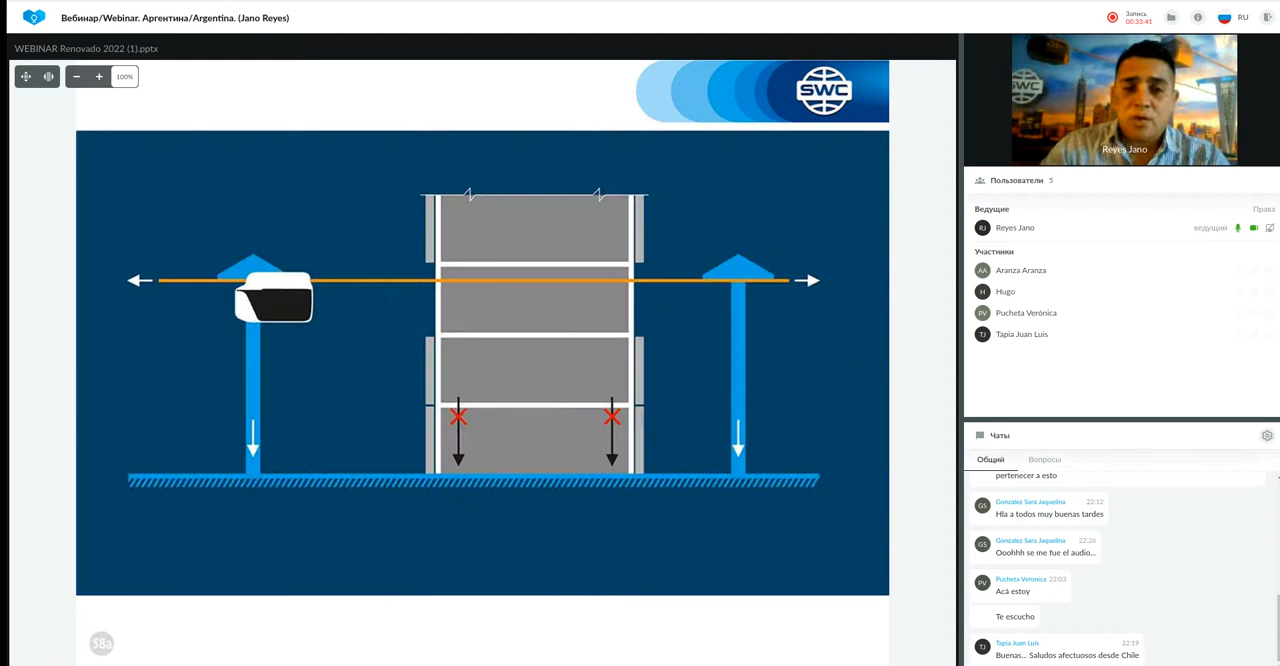 Вебинар/Webinar. Аргентина/Argentina. (Jano Reyes)
Запись
00:33:41
RU
WEBINAR Renovado 2022 (1).pptx
100%
SWC
SWC
Reyes Jano
Пользователи 5
Ведущие
Права
RJ
Reyes Jano
ведущий
Участники
AA
Aranza Aranza
H
Hugo
PV
Pucheta Verónica
TJ
Tapia Juan Luis
Чаты
Общий
Вопросы
pertenecer a esto
GS
Gonzalez Sara Jaquelina 22:12
Hla a todos muy buenas tardes
GS
Gonzalez Sara Jaquelina 22:26
Ooohhh se me fue el audio...
PV
Pucheta Veronica 22:03
Acá estoy
Te escucho
TJ
Tapia Juan Luis 22:19
Buenas... Saludos afectuosos desde Chile
58a